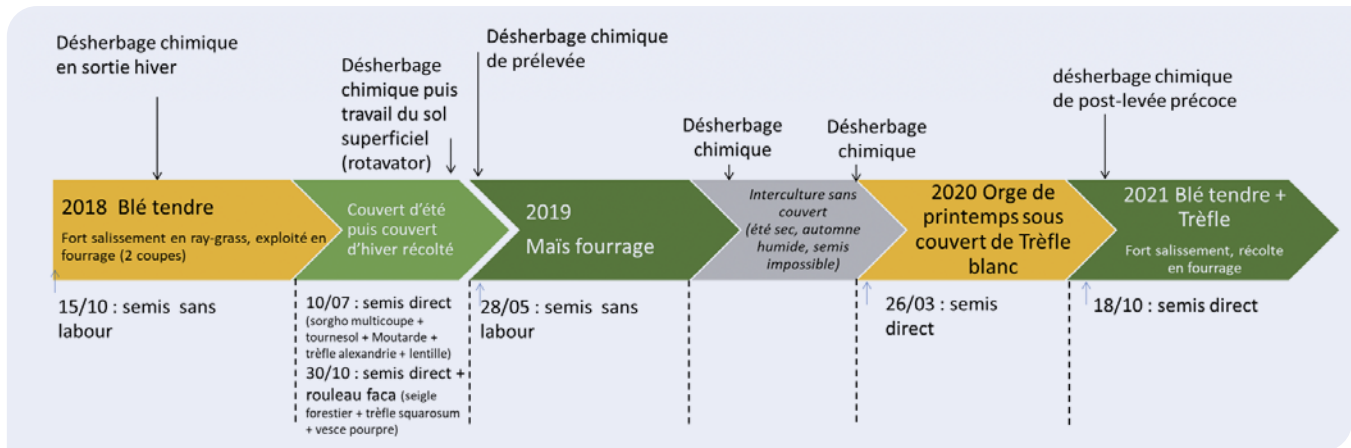 Désherbage chimique
en sortie hiver
Désherbage
chimique puis
travail du sol
superficiel
(rotavator)
Désherbage chimique
de prélevée
Désherbage
chimique
Désherbage
chimique
désherbage chimique
de post-levée précoce
2018 Blé tendre
Fort salissement en ray-grass, exploité en
fourrage (2 coupes)
Couvert d'été
puis couvert
d'hiver récolté
2019
Maïs fourrage
Interculture sans
couvert
(été sec, automne
humide, semis
impossible)
2020 Orge de
printemps sous
couvert de Trèfle
blanc
2021 Blé tendre +
Trèfle
Fort salissement, récolte
en fourrage
15/10 : semis sans
labour
10/07 : semis direct
(sorgho multicoupe +
tournesol + Moutarde +
trèfle alexandrie + lentille)
30/10 : semis direct +
rouleau faca (seigle
forestier + trèfle squarosum
+ vesce pourpre)
28/05 : semis sans
labour
26/03 : semis
direct
18/10 : semis direct